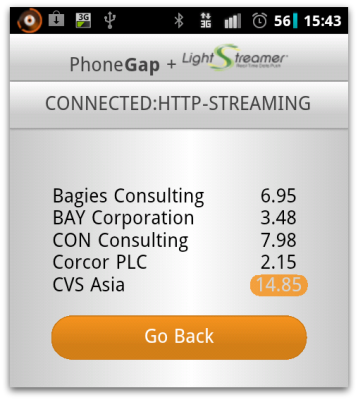 3G 3G 56 15:43
PhoneGap + LightStreamer
CONNECTED:HTTP-STREAMING
Bagies Consulting 6.95
BAY Corporation 3.48
CON Consulting 7.98
Corcor PLC 2.15
CVS Asia 14.85
Go Back